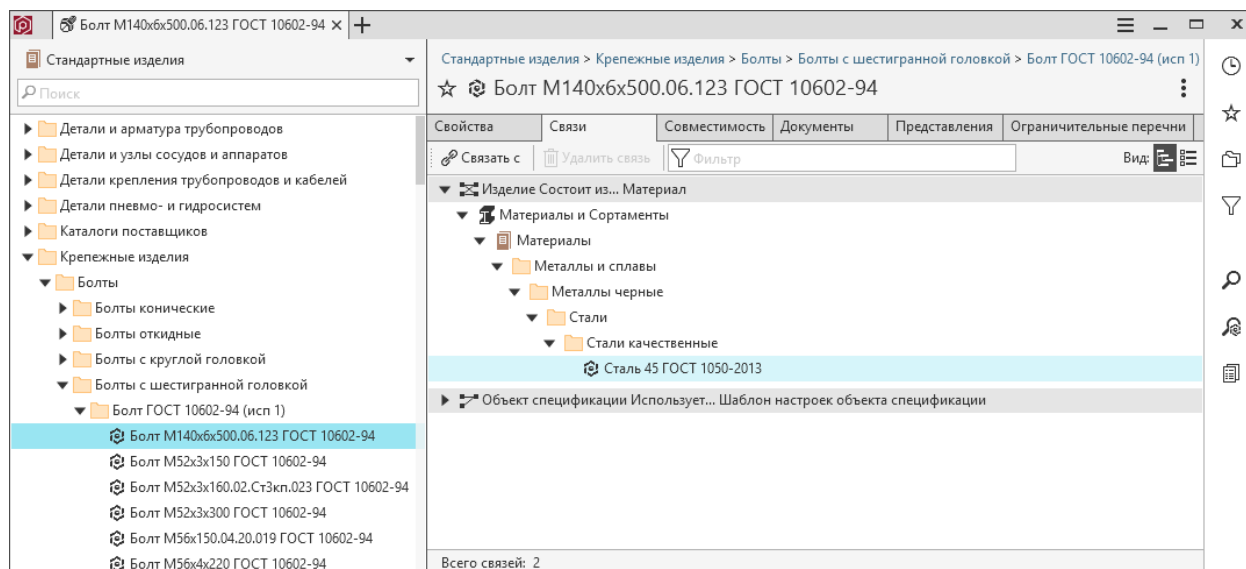 Болт М140х6х500.06.123 ГОСТ 10602-94
Стандартные изделия
Поиск
Детали и арматура трубопроводов
Детали и узлы сосудов и аппаратов
Детали крепления трубопроводов и кабелей
Детали пневмо- и гидросистем
Каталоги поставщиков
Крепежные изделия
Болты
Болты конические
Болты откидные
Болты с круглой головкой
Болты с шестигранной головкой
Болт ГОСТ 10602-94 (исп 1)
Болт М140х6х500.06.123 ГОСТ 10602-94
Болт М52х3х150 ГОСТ 10602-94
Болт М52х3х160.02.Ст3кп.023 ГОСТ 10602-94
Болт М52х3х300 ГОСТ 10602-94
Болт М56х150.04.20.019 ГОСТ 10602-94
Болт М56х4х220 ГОСТ 10602-94
Стандартные изделия > Крепежные изделия > Болты > Болты с шестигранной головкой > Болт ГОСТ 10602-94 (исп 1)
Болт М140х6х500.06.123 ГОСТ 10602-94
Свойства Связи Совместимость Документы Представления Ограничительные перечни
Связать с Удалить связь Фильтр Вид:
Изделие Состоит из... Материал
Материалы и Сортаменты
Материалы
Металлы и сплавы
Металлы черные
Стали
Стали качественные
Сталь 45 ГОСТ 1050-2013
Объект спецификации Использует... Шаблон настроек объекта спецификации
Всего связей: 2